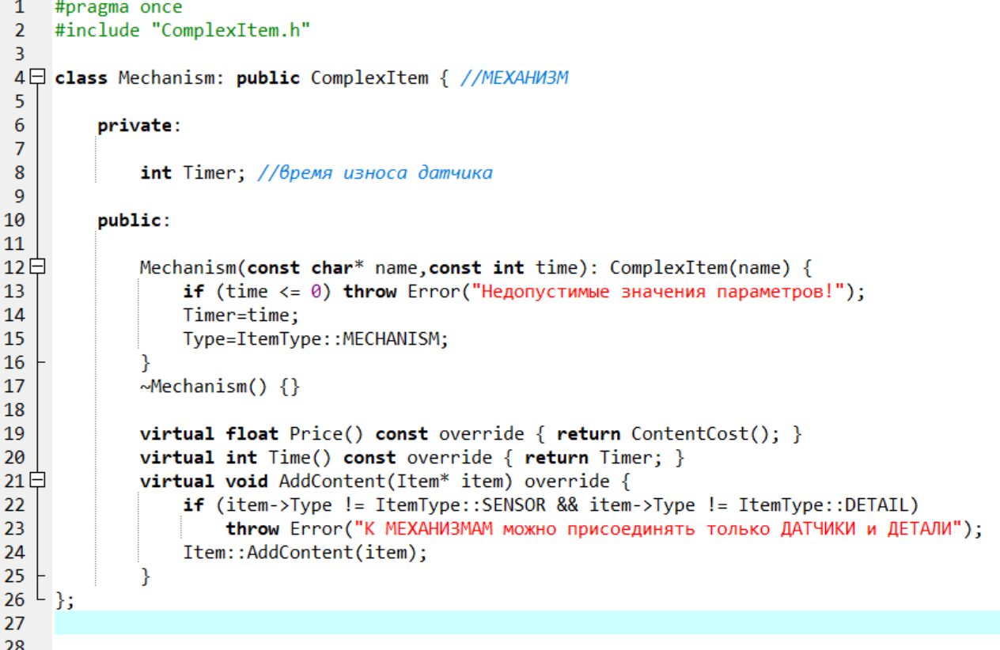 1 #pragma once
2 #include "ComplexItem.h"
3
4 class Mechanism: public ComplexItem { //МЕХАНИЗМ
5
6 private:
7
8 int Timer; //время износа датчика
9
10 public:
11
12 Mechanism(const char* name,const int time): ComplexItem(name) {
13 if (time <= 0) throw Error("Недопустимые значения параметров!");
14 Timer=time;
15 Type=ItemType::MECHANISM;
16 }
17 ~Mechanism() {}
18
19 virtual float Price() const override { return ContentCost(); }
20 virtual int Time() const override { return Timer; }
21 virtual void AddContent(Item* item) override {
22 if (item->Type != ItemType::SENSOR && item->Type != ItemType::DETAIL)
23 throw Error("К МЕХАНИЗМАМ можно присоединять только ДАТЧИКИ и ДЕТАЛИ");
24 Item::AddContent(item);
25 }
26 };
27
28